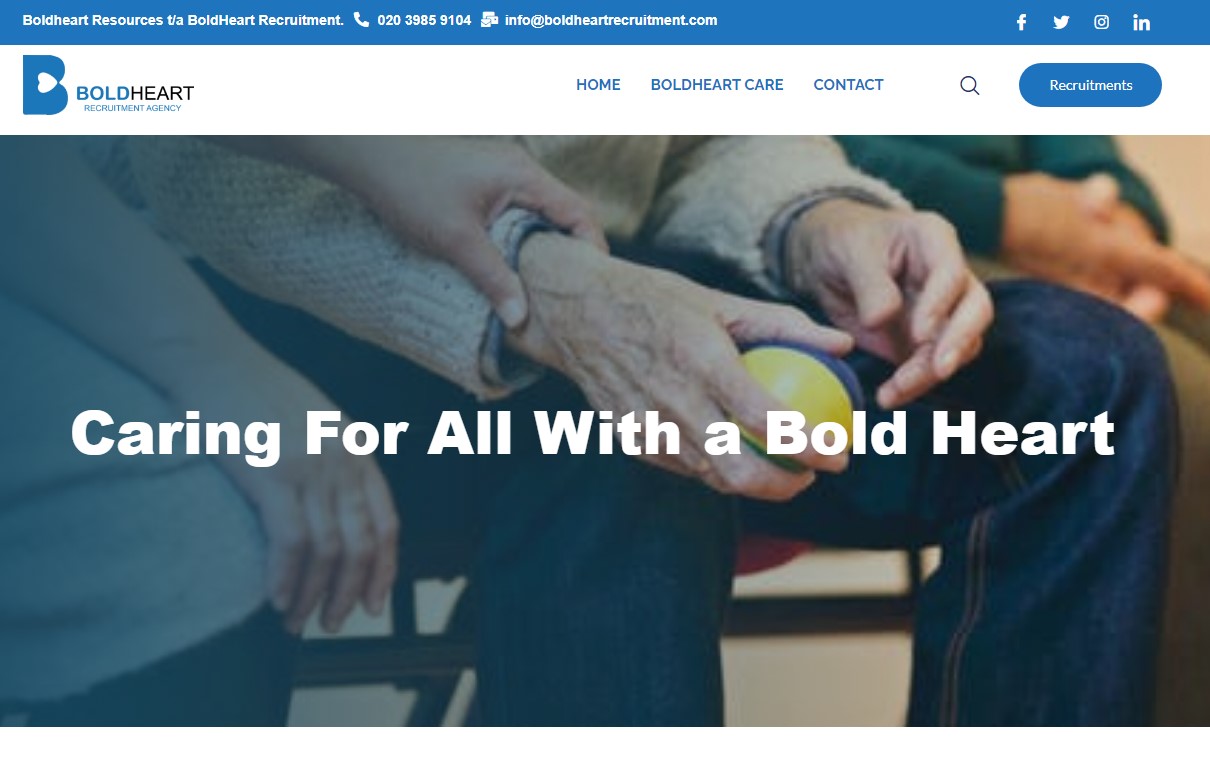 Boldheart Resources t/a BoldHeart Recruitment. 020 3985 9104 info@boldheartrecruitment.com
BOLDHEART
RECRUITMENT AGENCY
HOME BOLDHEART CARE CONTACT Recruitments
Caring For All With a Bold Heart